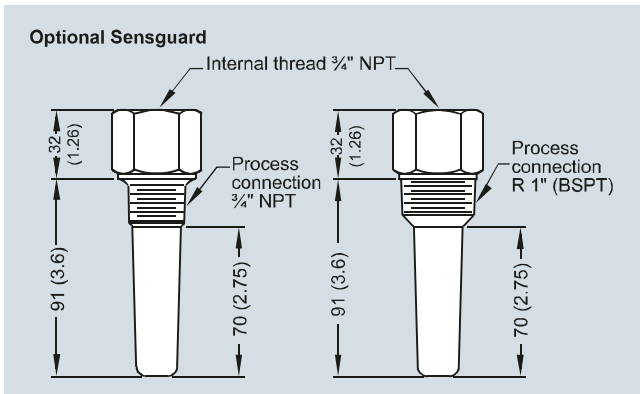 Optional Sensguard
Internal thread ¾" NPT
32
(1.26)
Process
connection
¾" NPT
91 (3.6)
70 (2.75)
32
(1.26)
Process
connection
R 1" (BSPT)
91 (3.6)
70 (2.75)